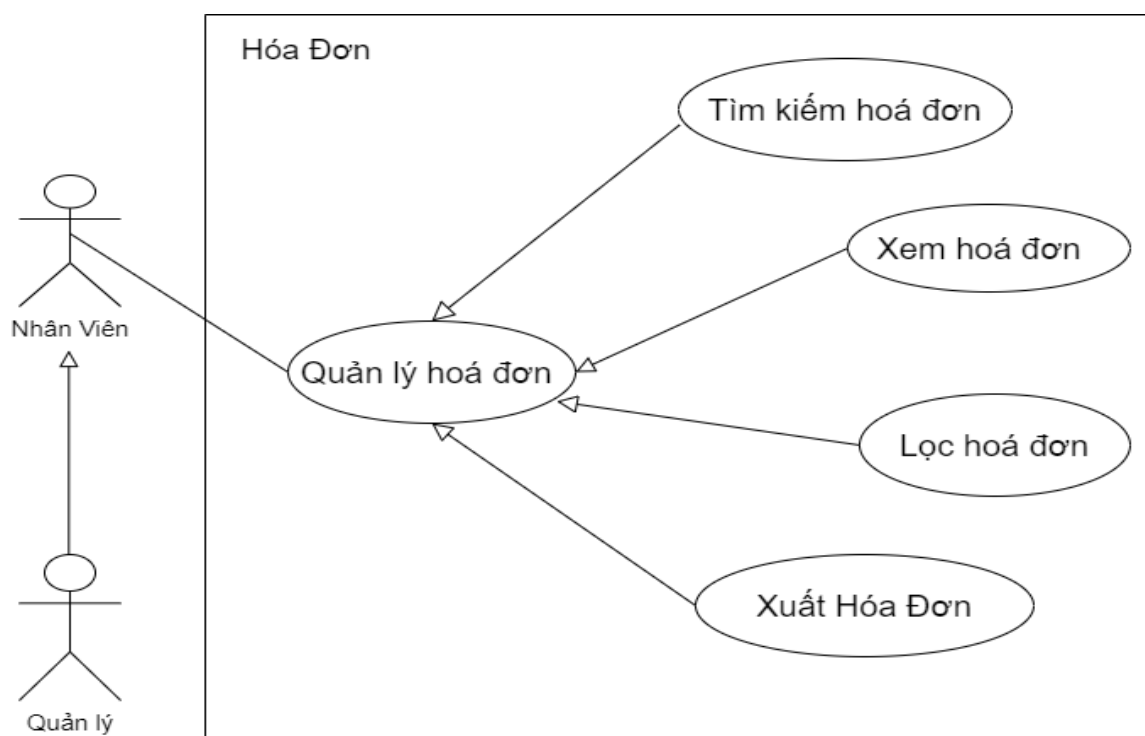 Hóa Đơn
Tìm kiếm hoá đơn
Xem hoá đơn
Nhân Viên
Quản lý hoá đơn
Lọc hoá đơn
Xuất Hóa Đơn
Quản lý